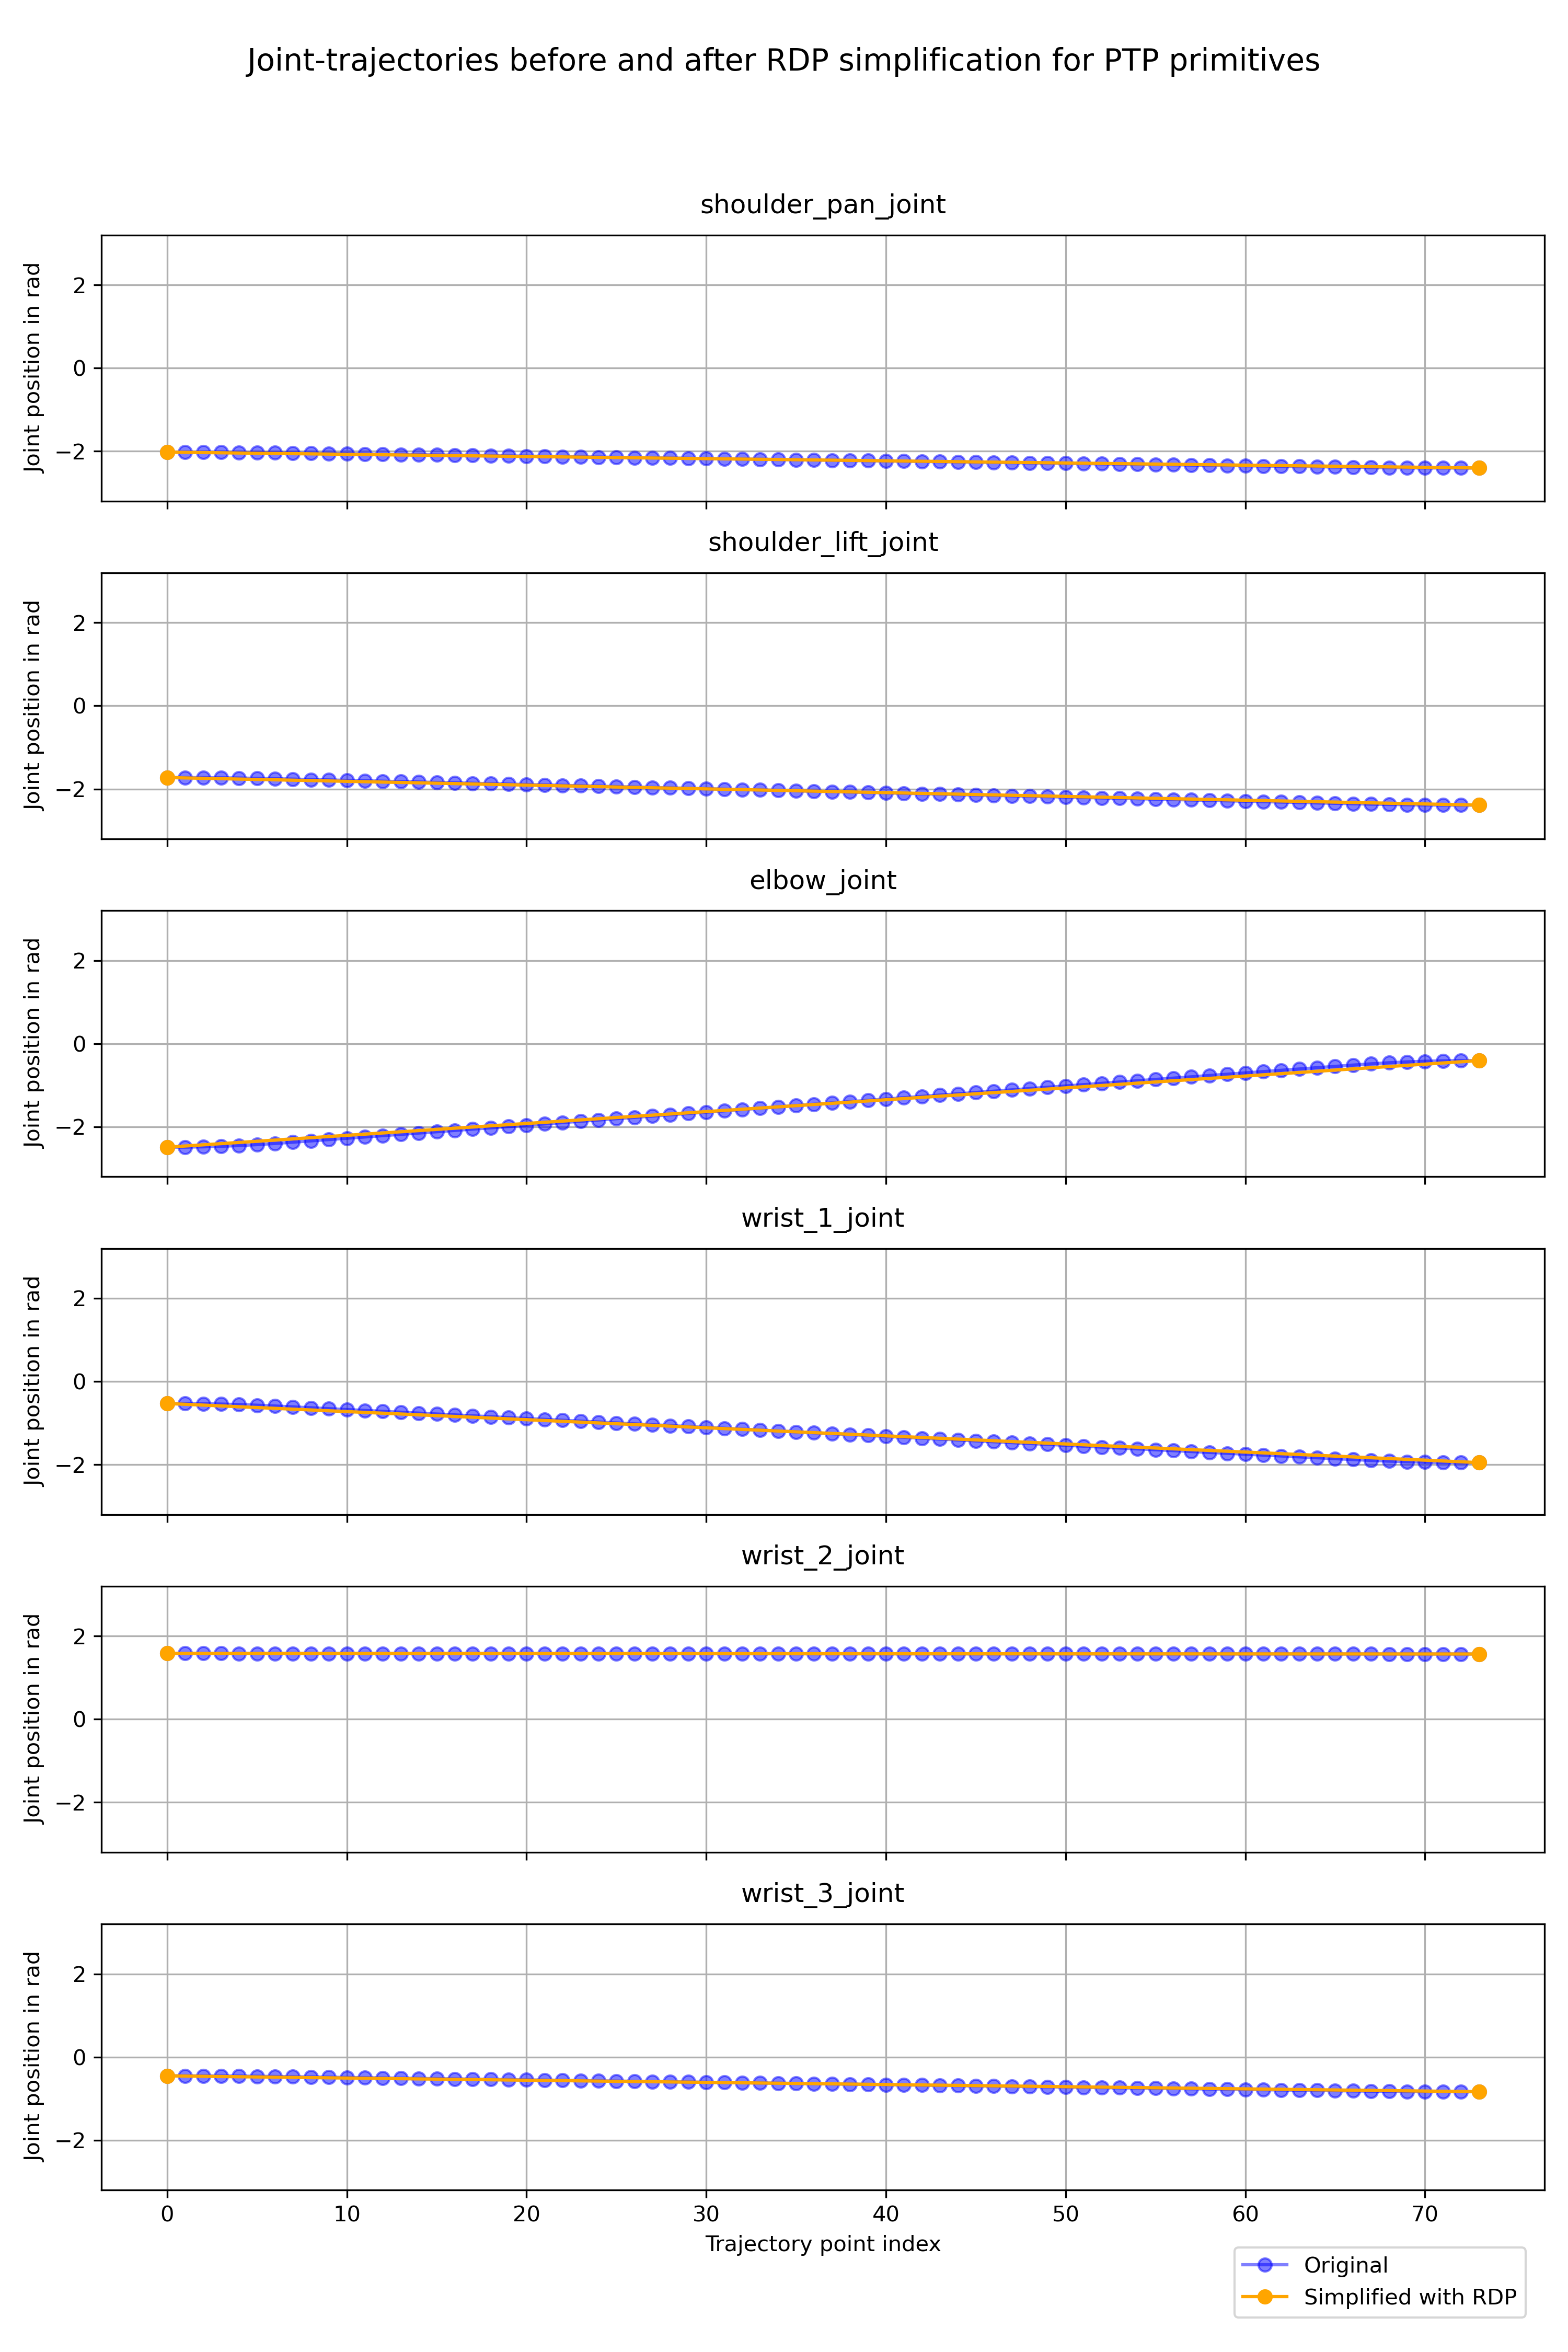 Joint-trajectories before and after RDP simplification for PTP primitives
shoulder_pan_joint
Joint position in rad
2
0
−2
shoulder_lift_joint
Joint position in rad
2
0
−2
elbow_joint
Joint position in rad
2
0
−2
wrist_1_joint
Joint position in rad
2
0
−2
wrist_2_joint
Joint position in rad
2
0
−2
wrist_3_joint
Joint position in rad
2
0
−2
0 10 20 30 40 50 60 70
Trajectory point index
Original
Simplified with RDP